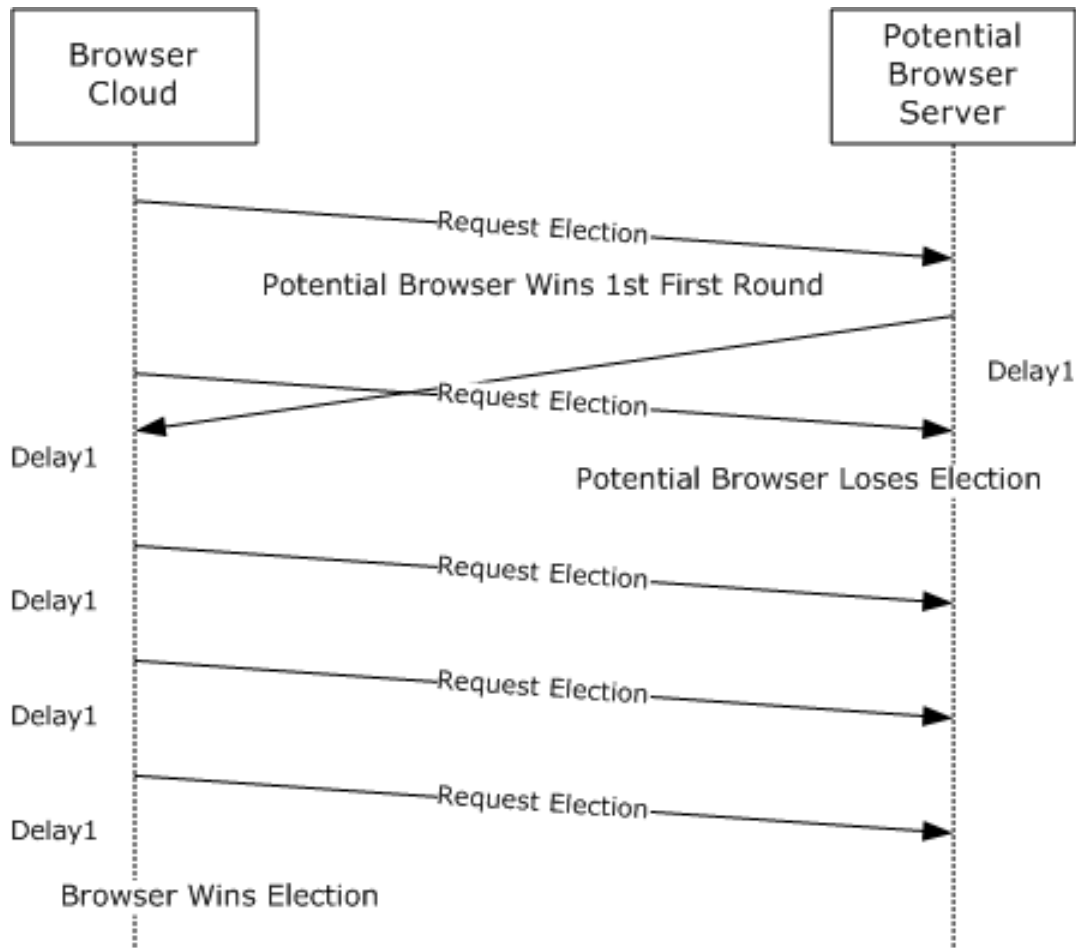 Browser
Cloud
Potential
Browser
Server
Request Election
Potential Browser Wins 1st First Round
Delay1
Request Election
Delay1
Potential Browser Loses Election
Request Election
Delay1
Request Election
Delay1
Request Election
Delay1
Browser Wins Election